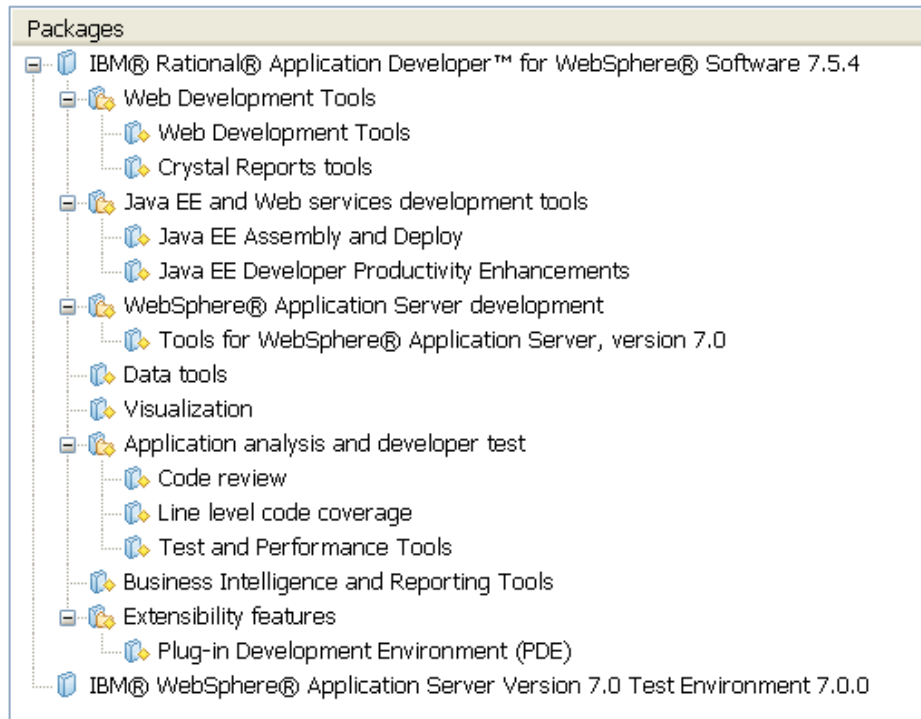 Packages
IBM® Rational® Application Developer™ for WebSphere® Software 7.5.4
Web Development Tools
Web Development Tools
Crystal Reports tools
Java EE and Web services development tools
Java EE Assembly and Deploy
Java EE Developer Productivity Enhancements
WebSphere® Application Server development
Tools for WebSphere® Application Server, version 7.0
Data tools
Visualization
Application analysis and developer test
Code review
Line level code coverage
Test and Performance Tools
Business Intelligence and Reporting Tools
Extensibility features
Plug-in Development Environment (PDE)
IBM® WebSphere® Application Server Version 7.0 Test Environment 7.0.0